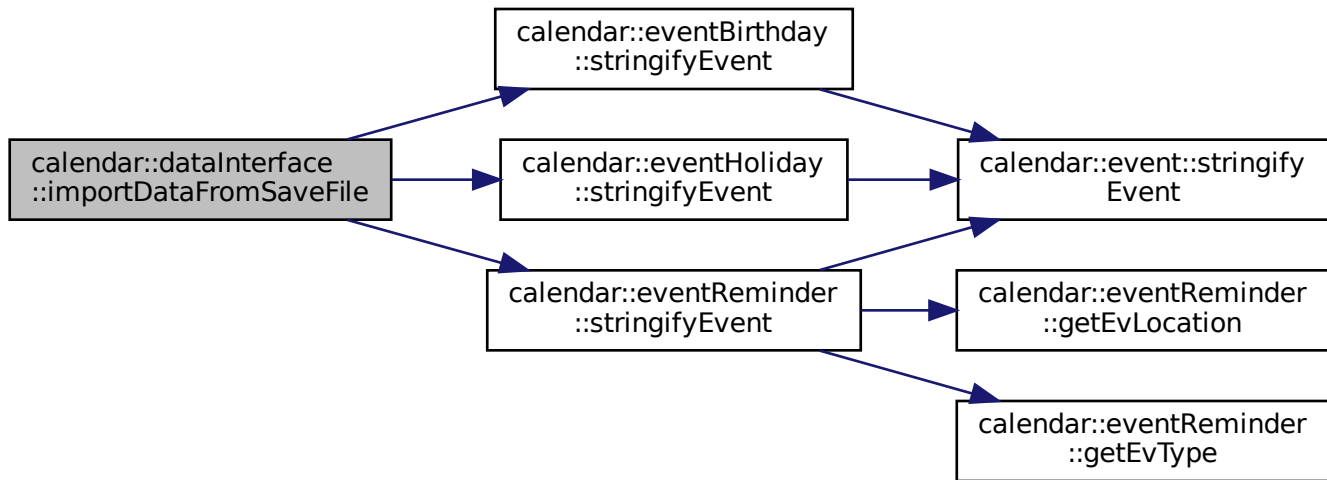 calendar::eventBirthday
::stringifyEvent
calendar::dataInterface
::importDataFromSaveFile
calendar::eventHoliday
::stringifyEvent
calendar::event::stringify
Event
calendar::eventReminder
::stringifyEvent
calendar::eventReminder
::getEvLocation
calendar::eventReminder
::getEvType